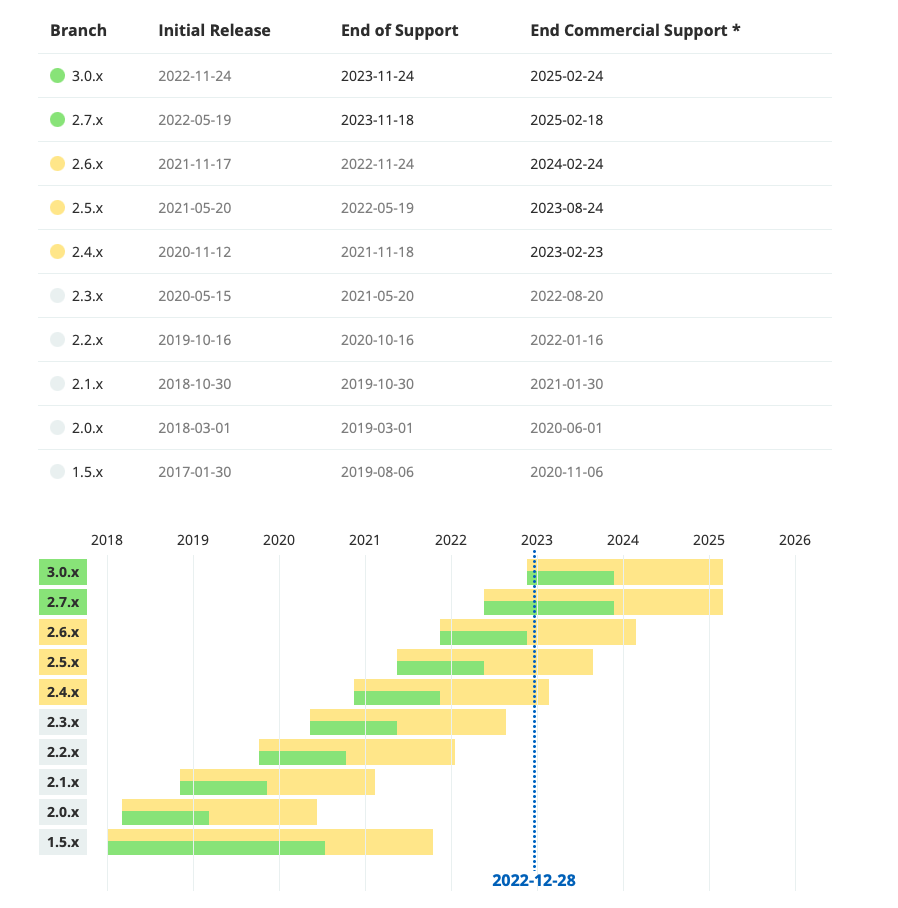 Branch Initial Release End of Support End Commercial Support *
3.0.x 2022-11-24 2023-11-24 2025-02-24
2.7.x 2022-05-19 2023-11-18 2025-02-18
2.6.x 2021-11-17 2022-11-24 2024-02-24
2.5.x 2021-05-20 2022-05-19 2023-08-24
2.4.x 2020-11-12 2021-11-18 2023-02-23
2.3.x 2020-05-15 2021-05-20 2022-08-20
2.2.x 2019-10-16 2020-10-16 2022-01-16
2.1.x 2018-10-30 2019-10-30 2021-01-30
2.0.x 2018-03-01 2019-03-01 2020-06-01
1.5.x 2017-01-30 2019-08-06 2020-11-06
2018 2019 2020 2021 2022 2023 2024 2025 2026
3.0.x
2.7.x
2.6.x
2.5.x
2.4.x
2.3.x
2.2.x
2.1.x
2.0.x
1.5.x
2022-12-28